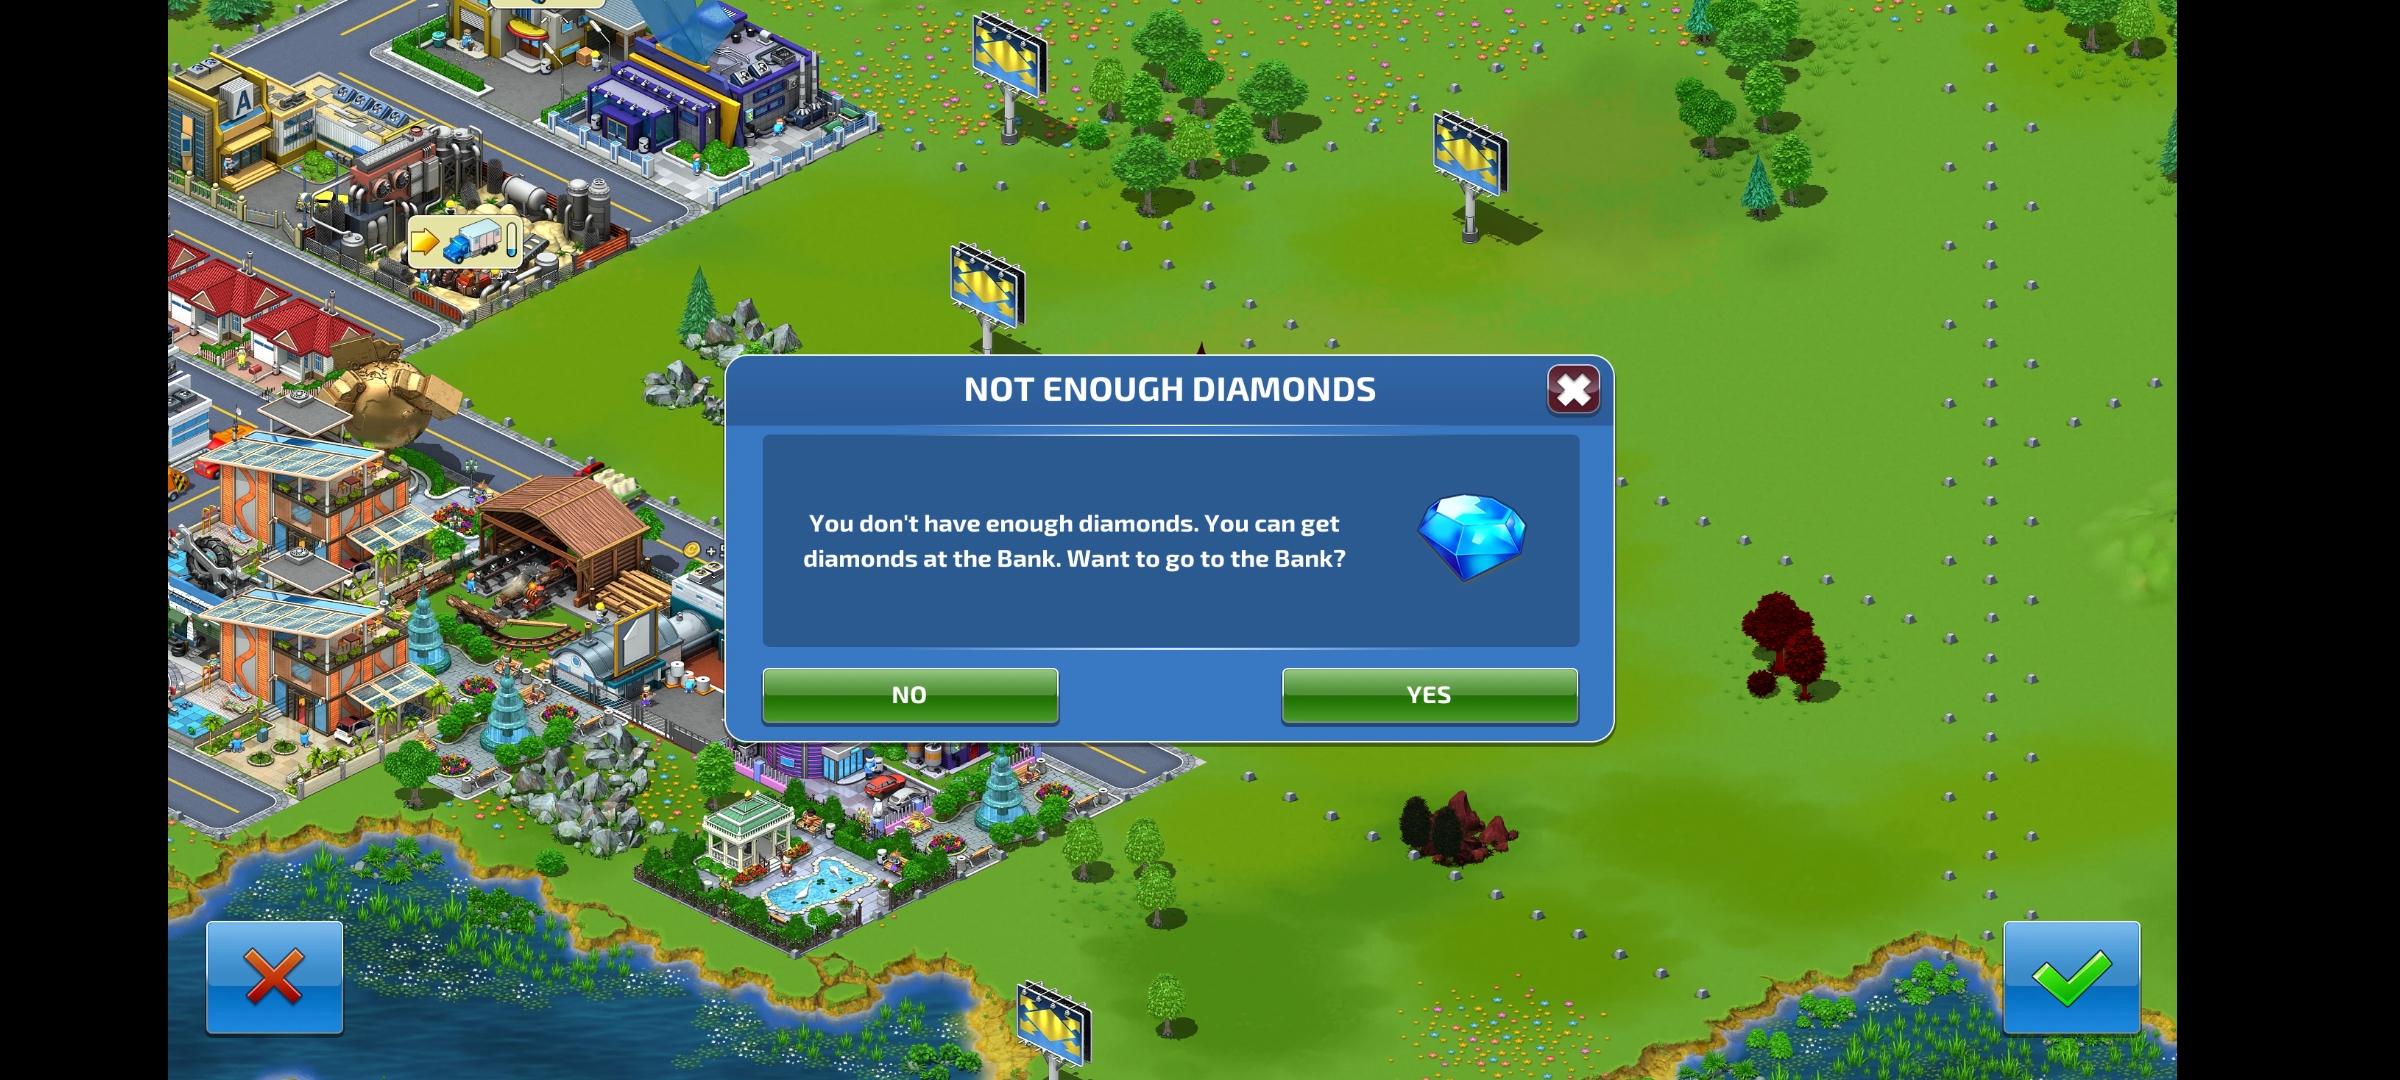 A
NOT ENOUGH DIAMONDS
You don't have enough diamonds. You can get
diamonds at the Bank. Want to go to the Bank?
NO
YES